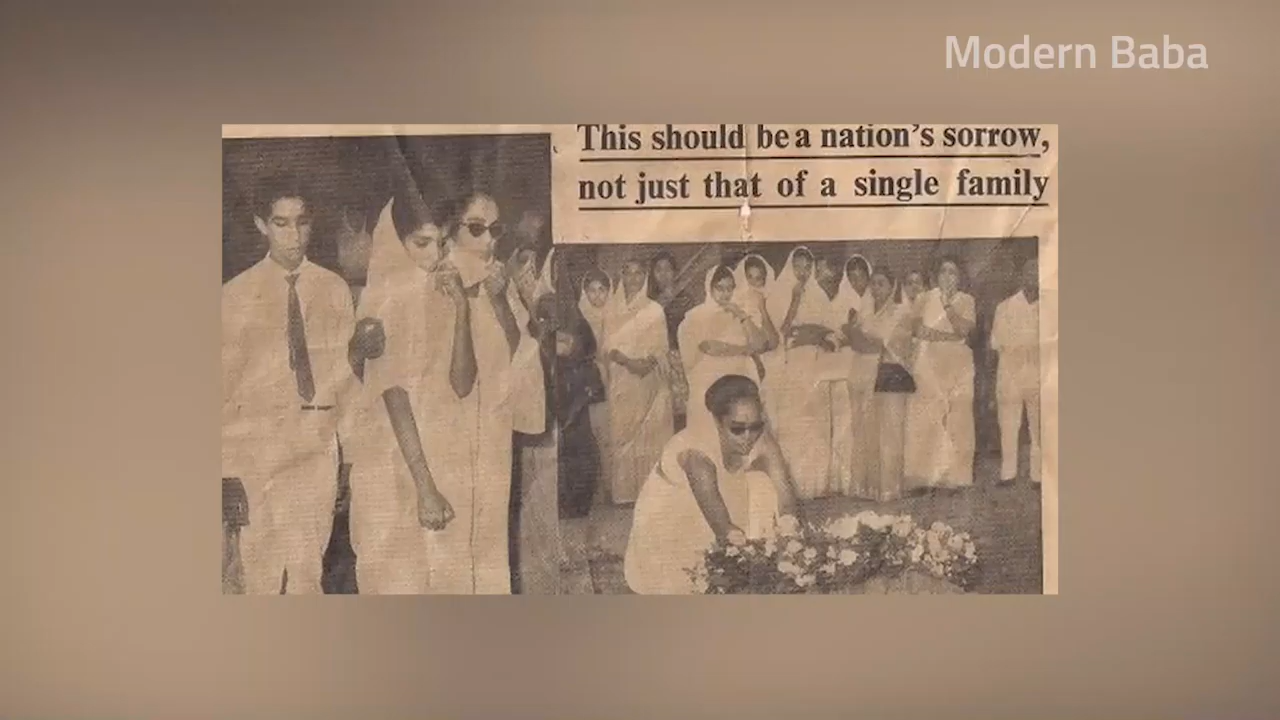 Modern Baba
This should be a nation's sorrow,
not just that of a single family